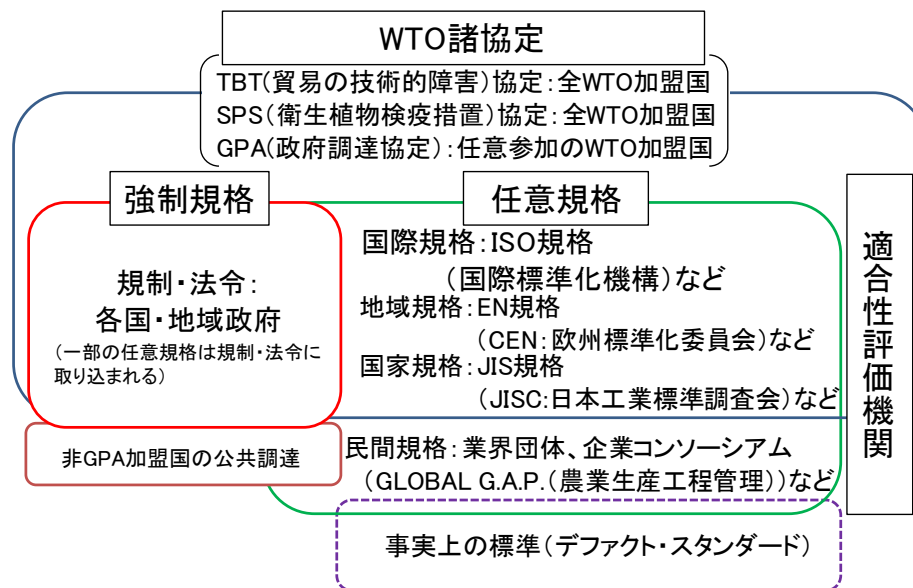 WTO諸協定
TBT(貿易の技術的障害)協定:全WTO加盟国
SPS(衛生植物検疫措置)協定:全WTO加盟国
GPA(政府調達協定):任意参加のWTO加盟国
強制規格
規制・法令:
各国・地域政府
(一部の任意規格は規制・法令に
取り込まれる)
非GPA加盟国の公共調達
任意規格
国際規格:ISO規格
(国際標準化機構)など
地域規格:EN規格
(CEN:欧州標準化委員会)など
国家規格:JIS規格
(JISC:日本工業標準調査会)など
民間規格:業界団体、企業コンソーシアム
(GLOBAL G.A.P.(農業生産工程管理))など
事実上の標準(デファクト・スタンダード)
適合性評価機関